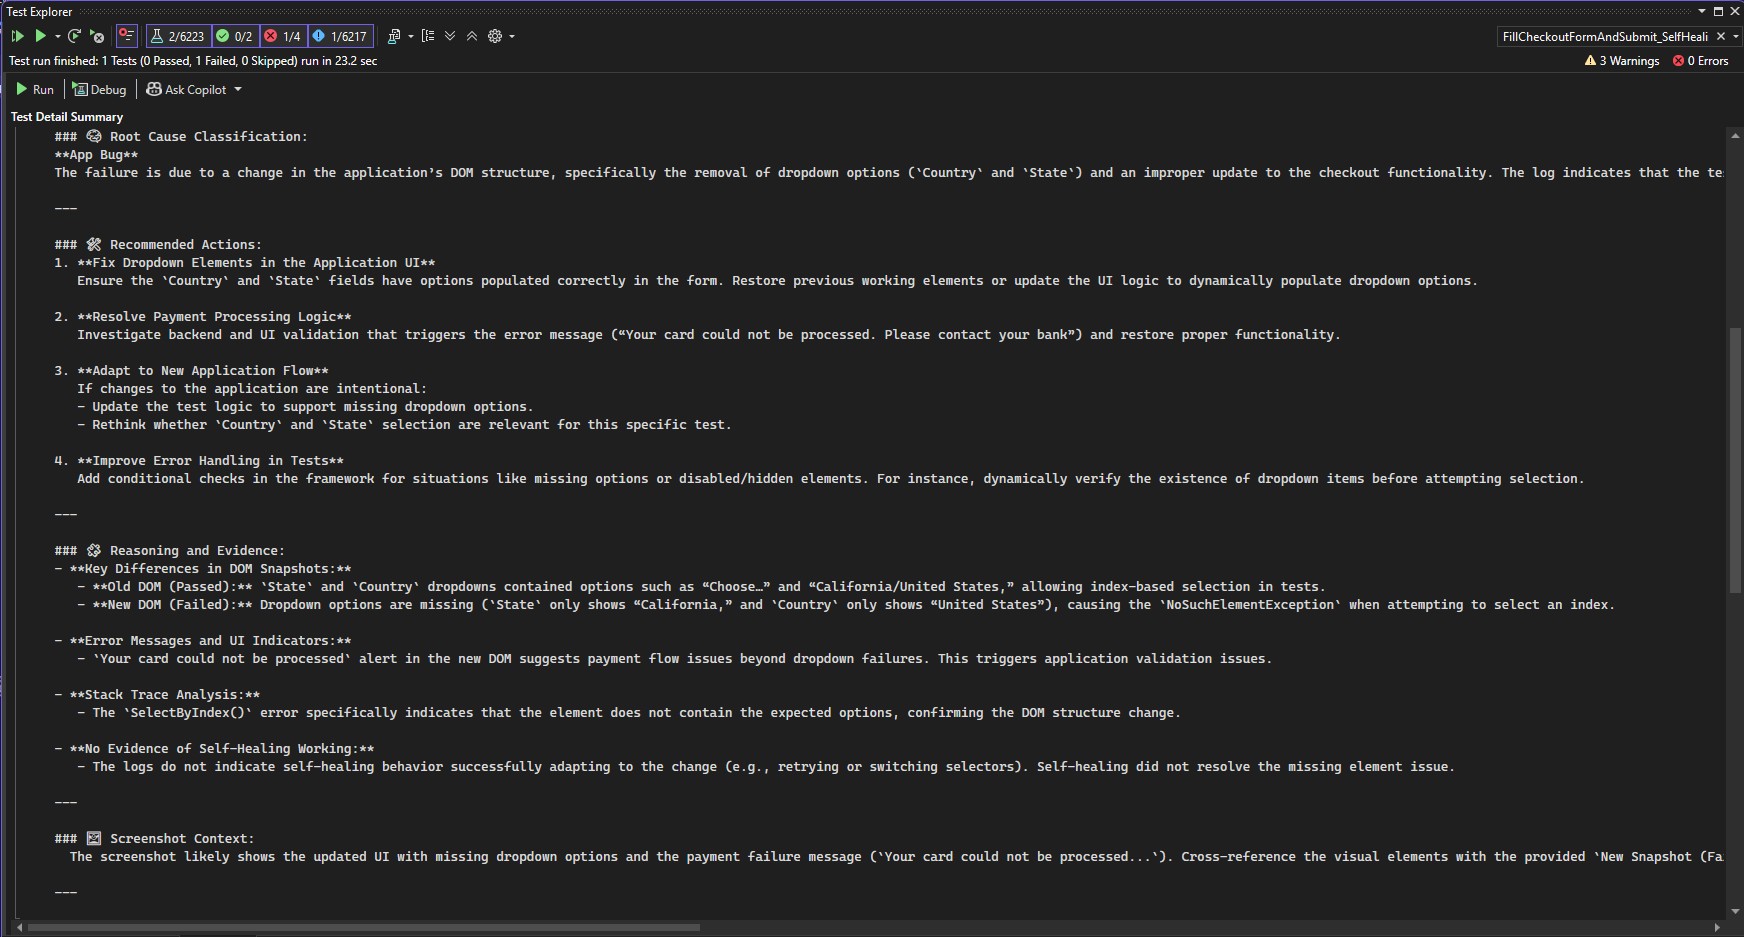 Test Explorer
2/6223 0/2 1/4 1/6217
FillCheckoutFormAndSubmit_SelfHeali
Test run finished: 1 Tests (0 Passed, 1 Failed, 0 Skipped) run in 23.2 sec
3 Warnings 0 Errors
Run Debug Ask Copilot
Test Detail Summary
### Root Cause Classification:
**App Bug**
The failure is due to a change in the application’s DOM structure, specifically the removal of dropdown options (`Country` and `State`) and an improper update to the checkout functionality. The log indicates that the te
---
### 🛠 Recommended Actions:
1. **Fix Dropdown Elements in the Application UI**
Ensure the `Country` and `State` fields have options populated correctly in the form. Restore previous working elements or update the UI logic to dynamically populate dropdown options.
2. **Resolve Payment Processing Logic**
Investigate backend and UI validation that triggers the error message (“Your card could not be processed. Please contact your bank”) and restore proper functionality.
3. **Adapt to New Application Flow**
If changes to the application are intentional:
- Update the test logic to support missing dropdown options.
- Rethink whether `Country` and `State` selection are relevant for this specific test.
4. **Improve Error Handling in Tests**
Add conditional checks in the framework for situations like missing options or disabled/hidden elements. For instance, dynamically verify the existence of dropdown items before attempting selection.
---
### Reasoning and Evidence:
- **Key Differences in DOM Snapshots:**
- **Old DOM (Passed):** `State` and `Country` dropdowns contained options such as “Choose…” and “California/United States,” allowing index-based selection in tests.
- **New DOM (Failed):** Dropdown options are missing (`State` only shows “California,” and `Country` only shows “United States”), causing the `NoSuchElementException` when attempting to select an index.
- **Error Messages and UI Indicators:**
- `Your card could not be processed` alert in the new DOM suggests payment flow issues beyond dropdown failures. This triggers application validation issues.
- **Stack Trace Analysis:**
- The `SelectByIndex()` error specifically indicates that the element does not contain the expected options, confirming the DOM structure change.
- **No Evidence of Self-Healing Working:**
- The logs do not indicate self-healing behavior successfully adapting to the change (e.g., retrying or switching selectors). Self-healing did not resolve the missing element issue.
---
### Screenshot Context:
The screenshot likely shows the updated UI with missing dropdown options and the payment failure message (`Your card could not be processed...`). Cross-reference the visual elements with the provided `New Snapshot (Fa
---